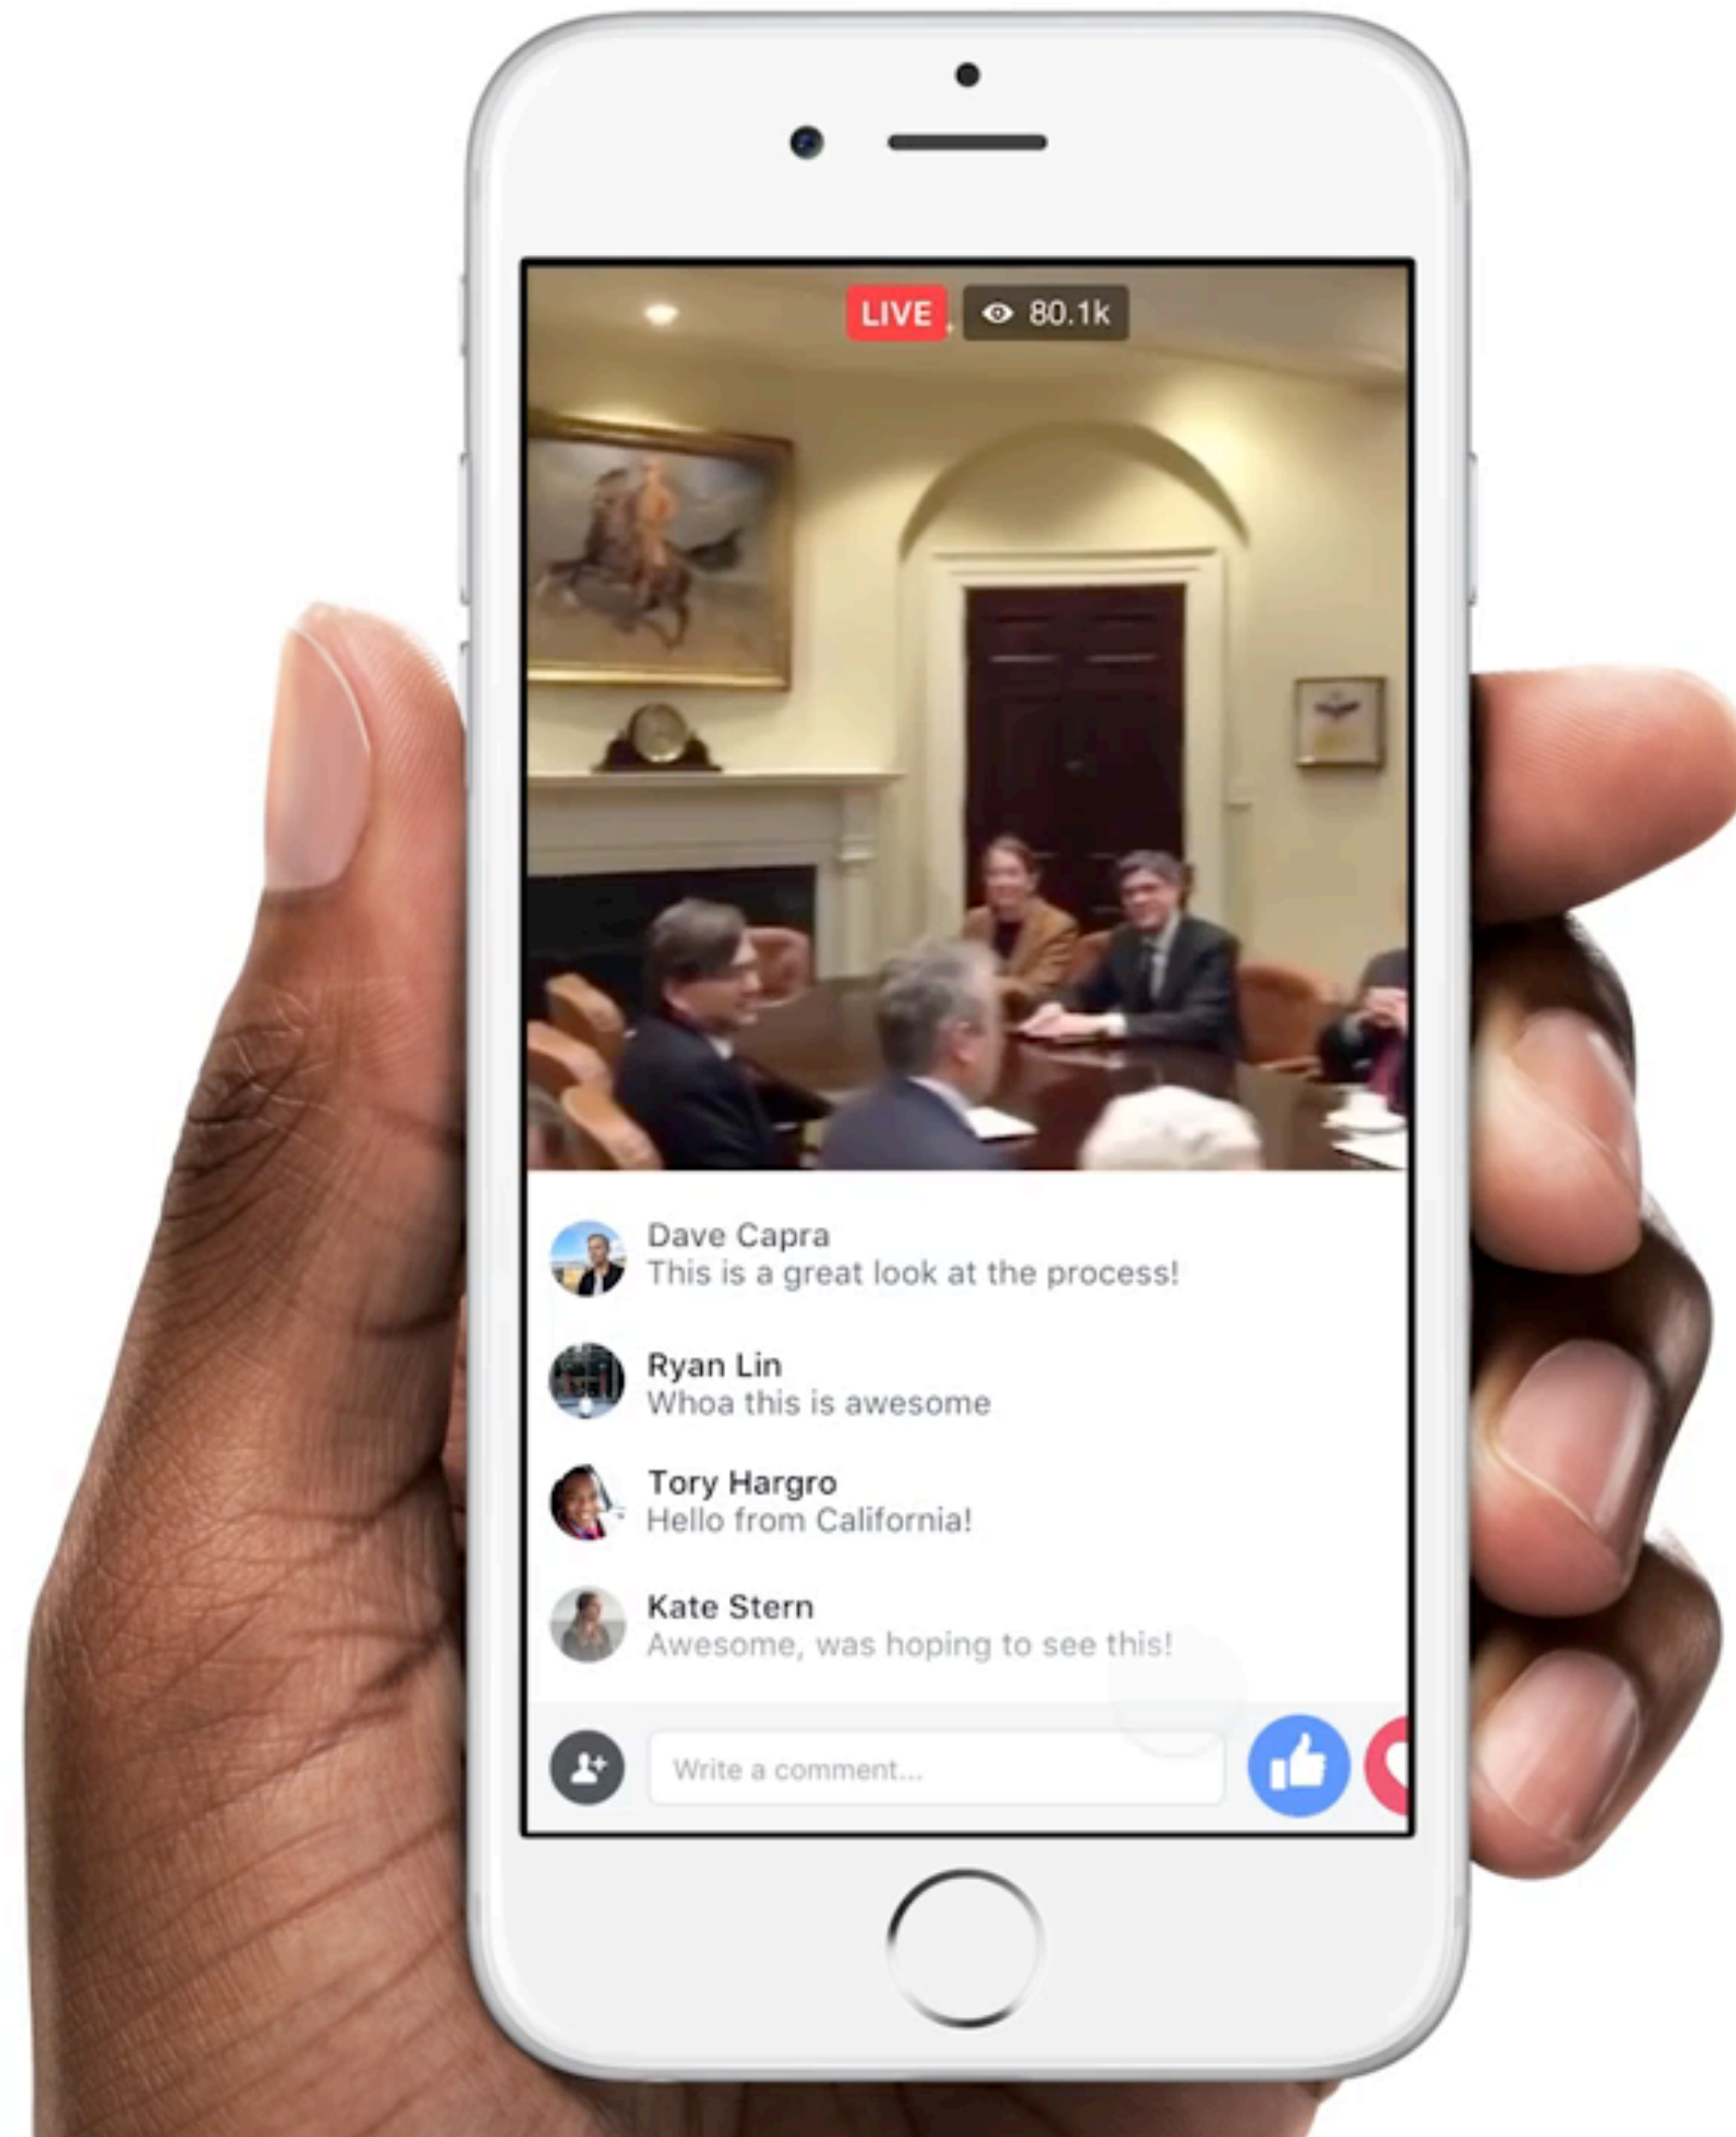 LIVE 80.1k
Dave Capra
This is a great look at the process!
Ryan Lin
Whoa this is awesome
Tory Hargro
Hello from California!
Kate Stern
Awesome, was hoping to see this!
Write a comment...